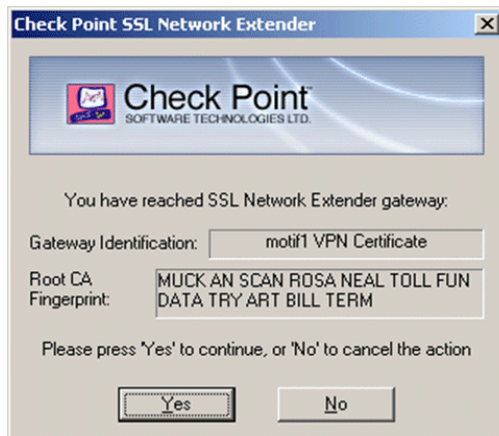 Check Point SSL Network Extender
Check Point
SOFTWARE TECHNOLOGIES LTD.
You have reached SSL Network Extender gateway:
Gateway Identification: motif1 VPN Certificate
Root CA Fingerprint: MUCK AN SCAN ROSA NEAL TOLL FUN
DATA TRY ART BILL TERM
Please press 'Yes' to continue, or 'No' to cancel the action
Yes No